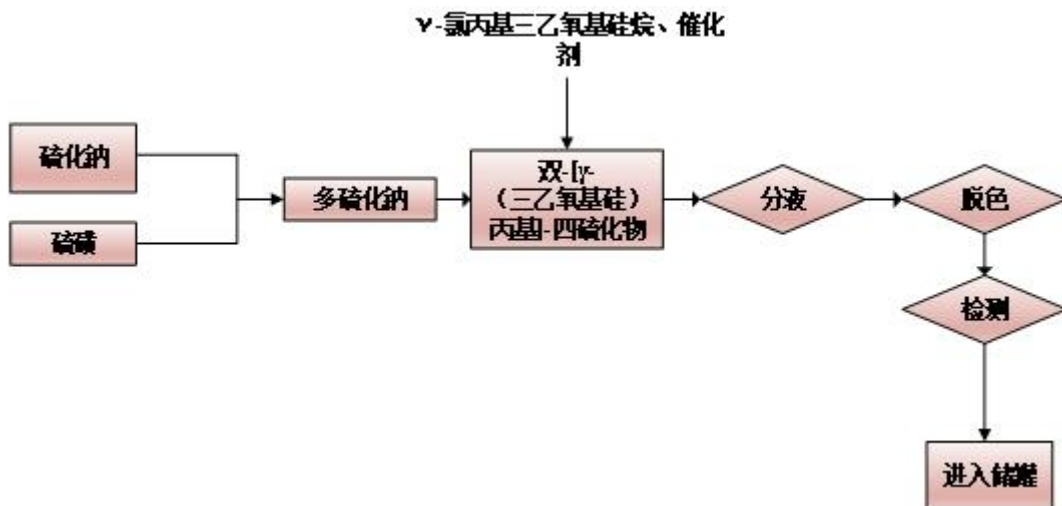 γ-氯丙基三乙氧基硅烷、催化
剂
硫化钠
硫磺
多硫化钠
双-[γ-
（三乙氧基硅）
丙基]-四硫化物
分液
脱色
检测
进入储罐